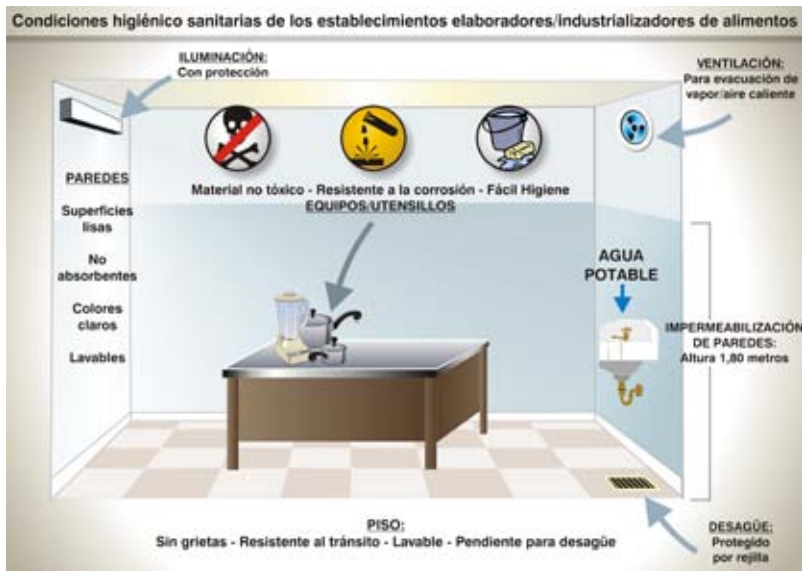 Condiciones higiénico sanitarias de los establecimientos elaboradores/industrializadores de alimentos
ILUMINACIÓN:
Con protección
VENTILACIÓN:
Para evacuación de
vapor/aire caliente
PAREDES
Superficies
lisas
No
absorbentes
Colores
claros
Lavables
Material no tóxico - Resistente a la corrosión - Fácil Higiene
EQUIPOS/UTENSILLOS
AGUA
POTABLE
IMPERMEABILIZACIÓN
DE PAREDES:
Altura 1,80 metros
PISO:
Sin grietas - Resistente al tránsito - Lavable - Pendiente para desagüe
DESAGÜE:
Protegido
por rejilla